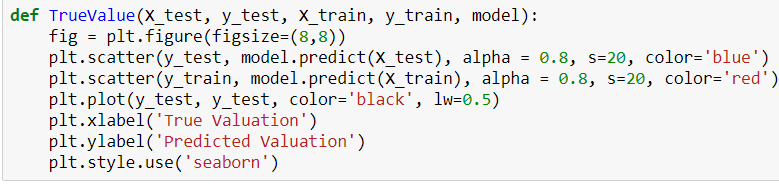 def TrueValue(X_test, y_test, X_train, y_train, model):
    fig = plt.figure(figsize=(8,8))
    plt.scatter(y_test, model.predict(X_test), alpha = 0.8, s=20, color='blue')
    plt.scatter(y_train, model.predict(X_train), alpha = 0.8, s=20, color='red')
    plt.plot(y_test, y_test, color='black', lw=0.5)
    plt.xlabel('True Valuation')
    plt.ylabel('Predicted Valuation')
    plt.style.use('seaborn')